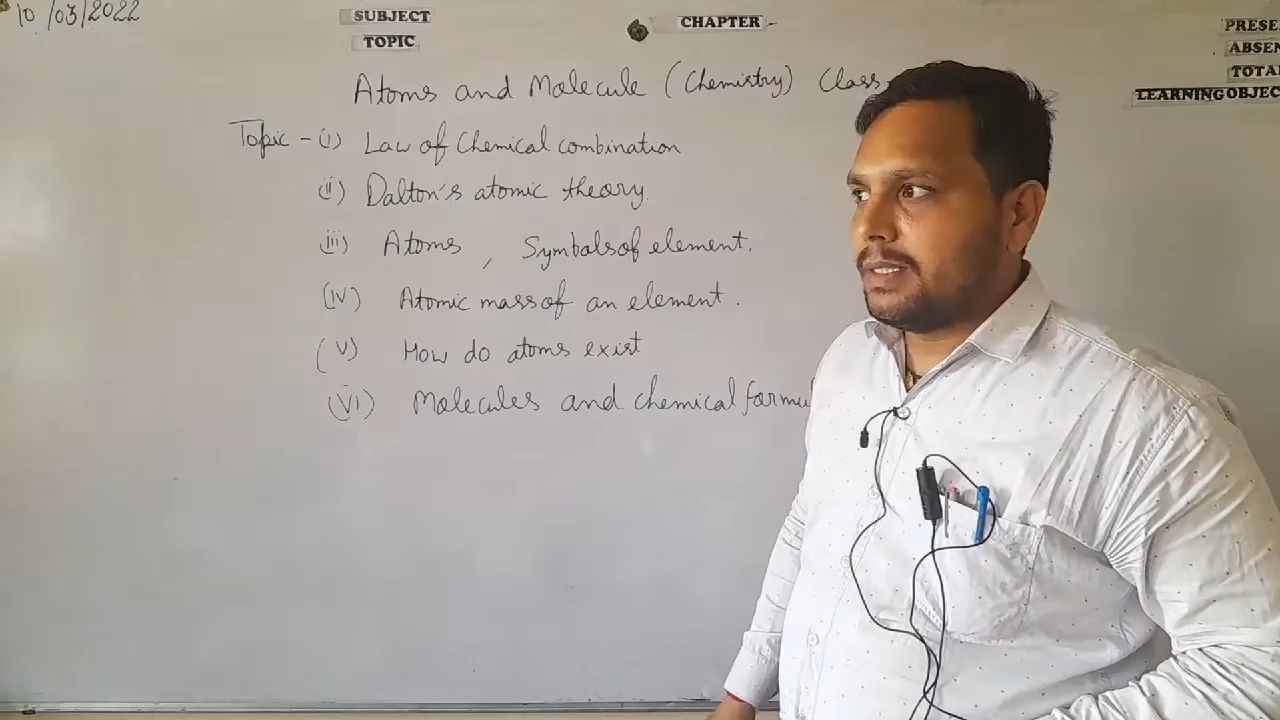 10/03/2022
SUBJECT
CHAPTER -
TOPIC
PRESE
ABSEN
TOTA
LEARNING OBJEC
Atoms and Molecule (Chemistry) Class
Topic - (i) Law of Chemical combination
(ii) Dalton's atomic theory.
(iii) Atoms, Symbols of element.
(iv) Atomic mass of an element.
(v) How do atoms exist
(vi) Molecules and chemical formul